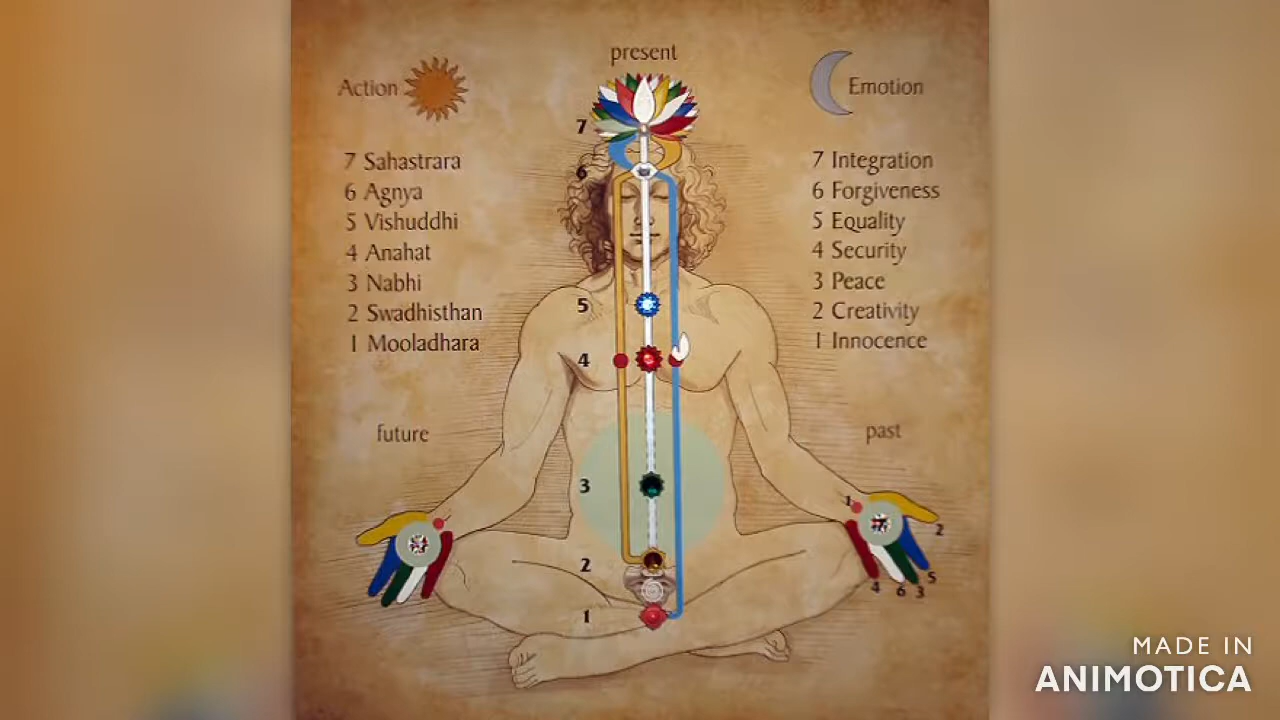 present
Action
Emotion
7 Sahastrara
6 Agnya
5 Vishuddhi
4 Anahat
3 Nabhi
2 Swadhisthan
1 Mooladhara
7 Integration
6 Forgiveness
5 Equality
4 Security
3 Peace
2 Creativity
1 Innocence
future
past
7
6
5
4
3
2
1
1
2
5
4 6 3
MADE IN
ANIMOTICA